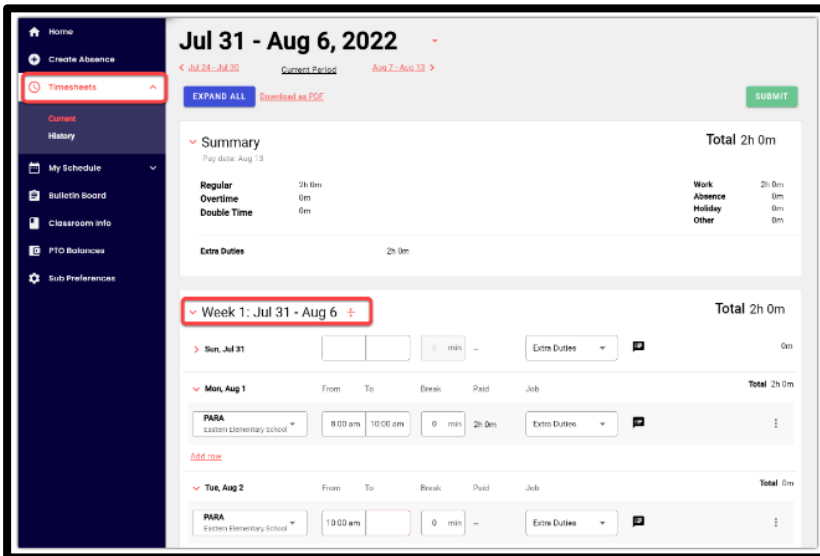 Home
Create Absence
Timesheets
Current
History
My Schedule
Bulletin Board
Classroom Info
PTO Balances
Sub Preferences
Jul 31 - Aug 6, 2022
Jul 24 - Jul 30 Current Period Aug 7 - Aug 13
EXPAND ALL Download as PDF SUBMIT
Summary Total 2h 0m
Pay date: Aug 13
Regular 2h 0m Work 2h 0m
Overtime 0m Absence 0m
Double Time 0m Holiday 0m
Other 0m
Extra Duties 2h 0m
Week 1: Jul 31 - Aug 6 Total 2h 0m
Sun, Jul 31 0 min -- Extra Duties 0m
Mon, Aug 1 From To Break Paid Job Total 2h 0m
PARA
Eastern Elementary School 8:00 am 10:00 am 0 min 2h 0m Extra Duties
Add row
Tue, Aug 2 From To Break Paid Job Total 0m
PARA
Eastern Elementary School 10:00 am 0 min -- Extra Duties